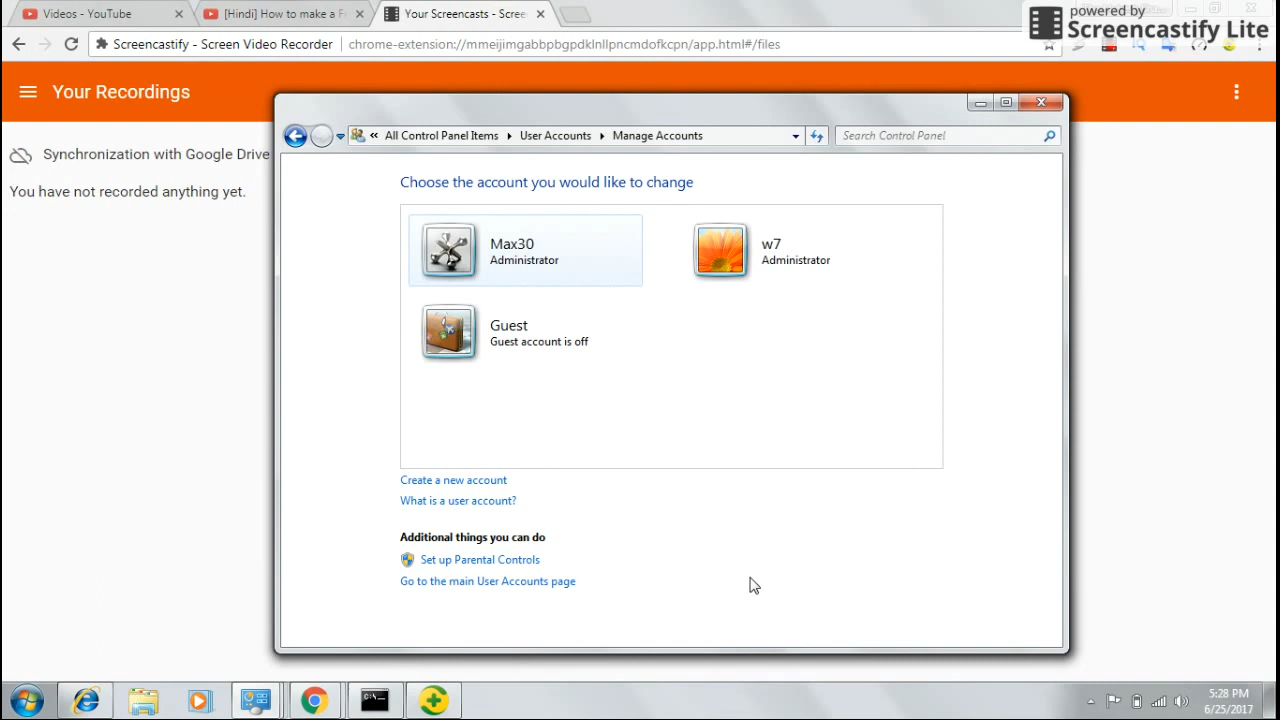 Videos - YouTube
[Hindi] How to make a F
Your Screencasts - Scree
powered by
Screencastify Lite
Screencastify - Screen Video Recorder
chrome-extension://mmeijimgabbpbgpdklnllpncmdofkcpn/app.html#/files
Your Recordings
Synchronization with Google Drive
You have not recorded anything yet.
« All Control Panel Items
User Accounts
Manage Accounts
Search Control Panel
Choose the account you would like to change
Max30
Administrator
w7
Administrator
Guest
Guest account is off
Create a new account
What is a user account?
Additional things you can do
Set up Parental Controls
Go to the main User Accounts page
5:28 PM
6/25/2017